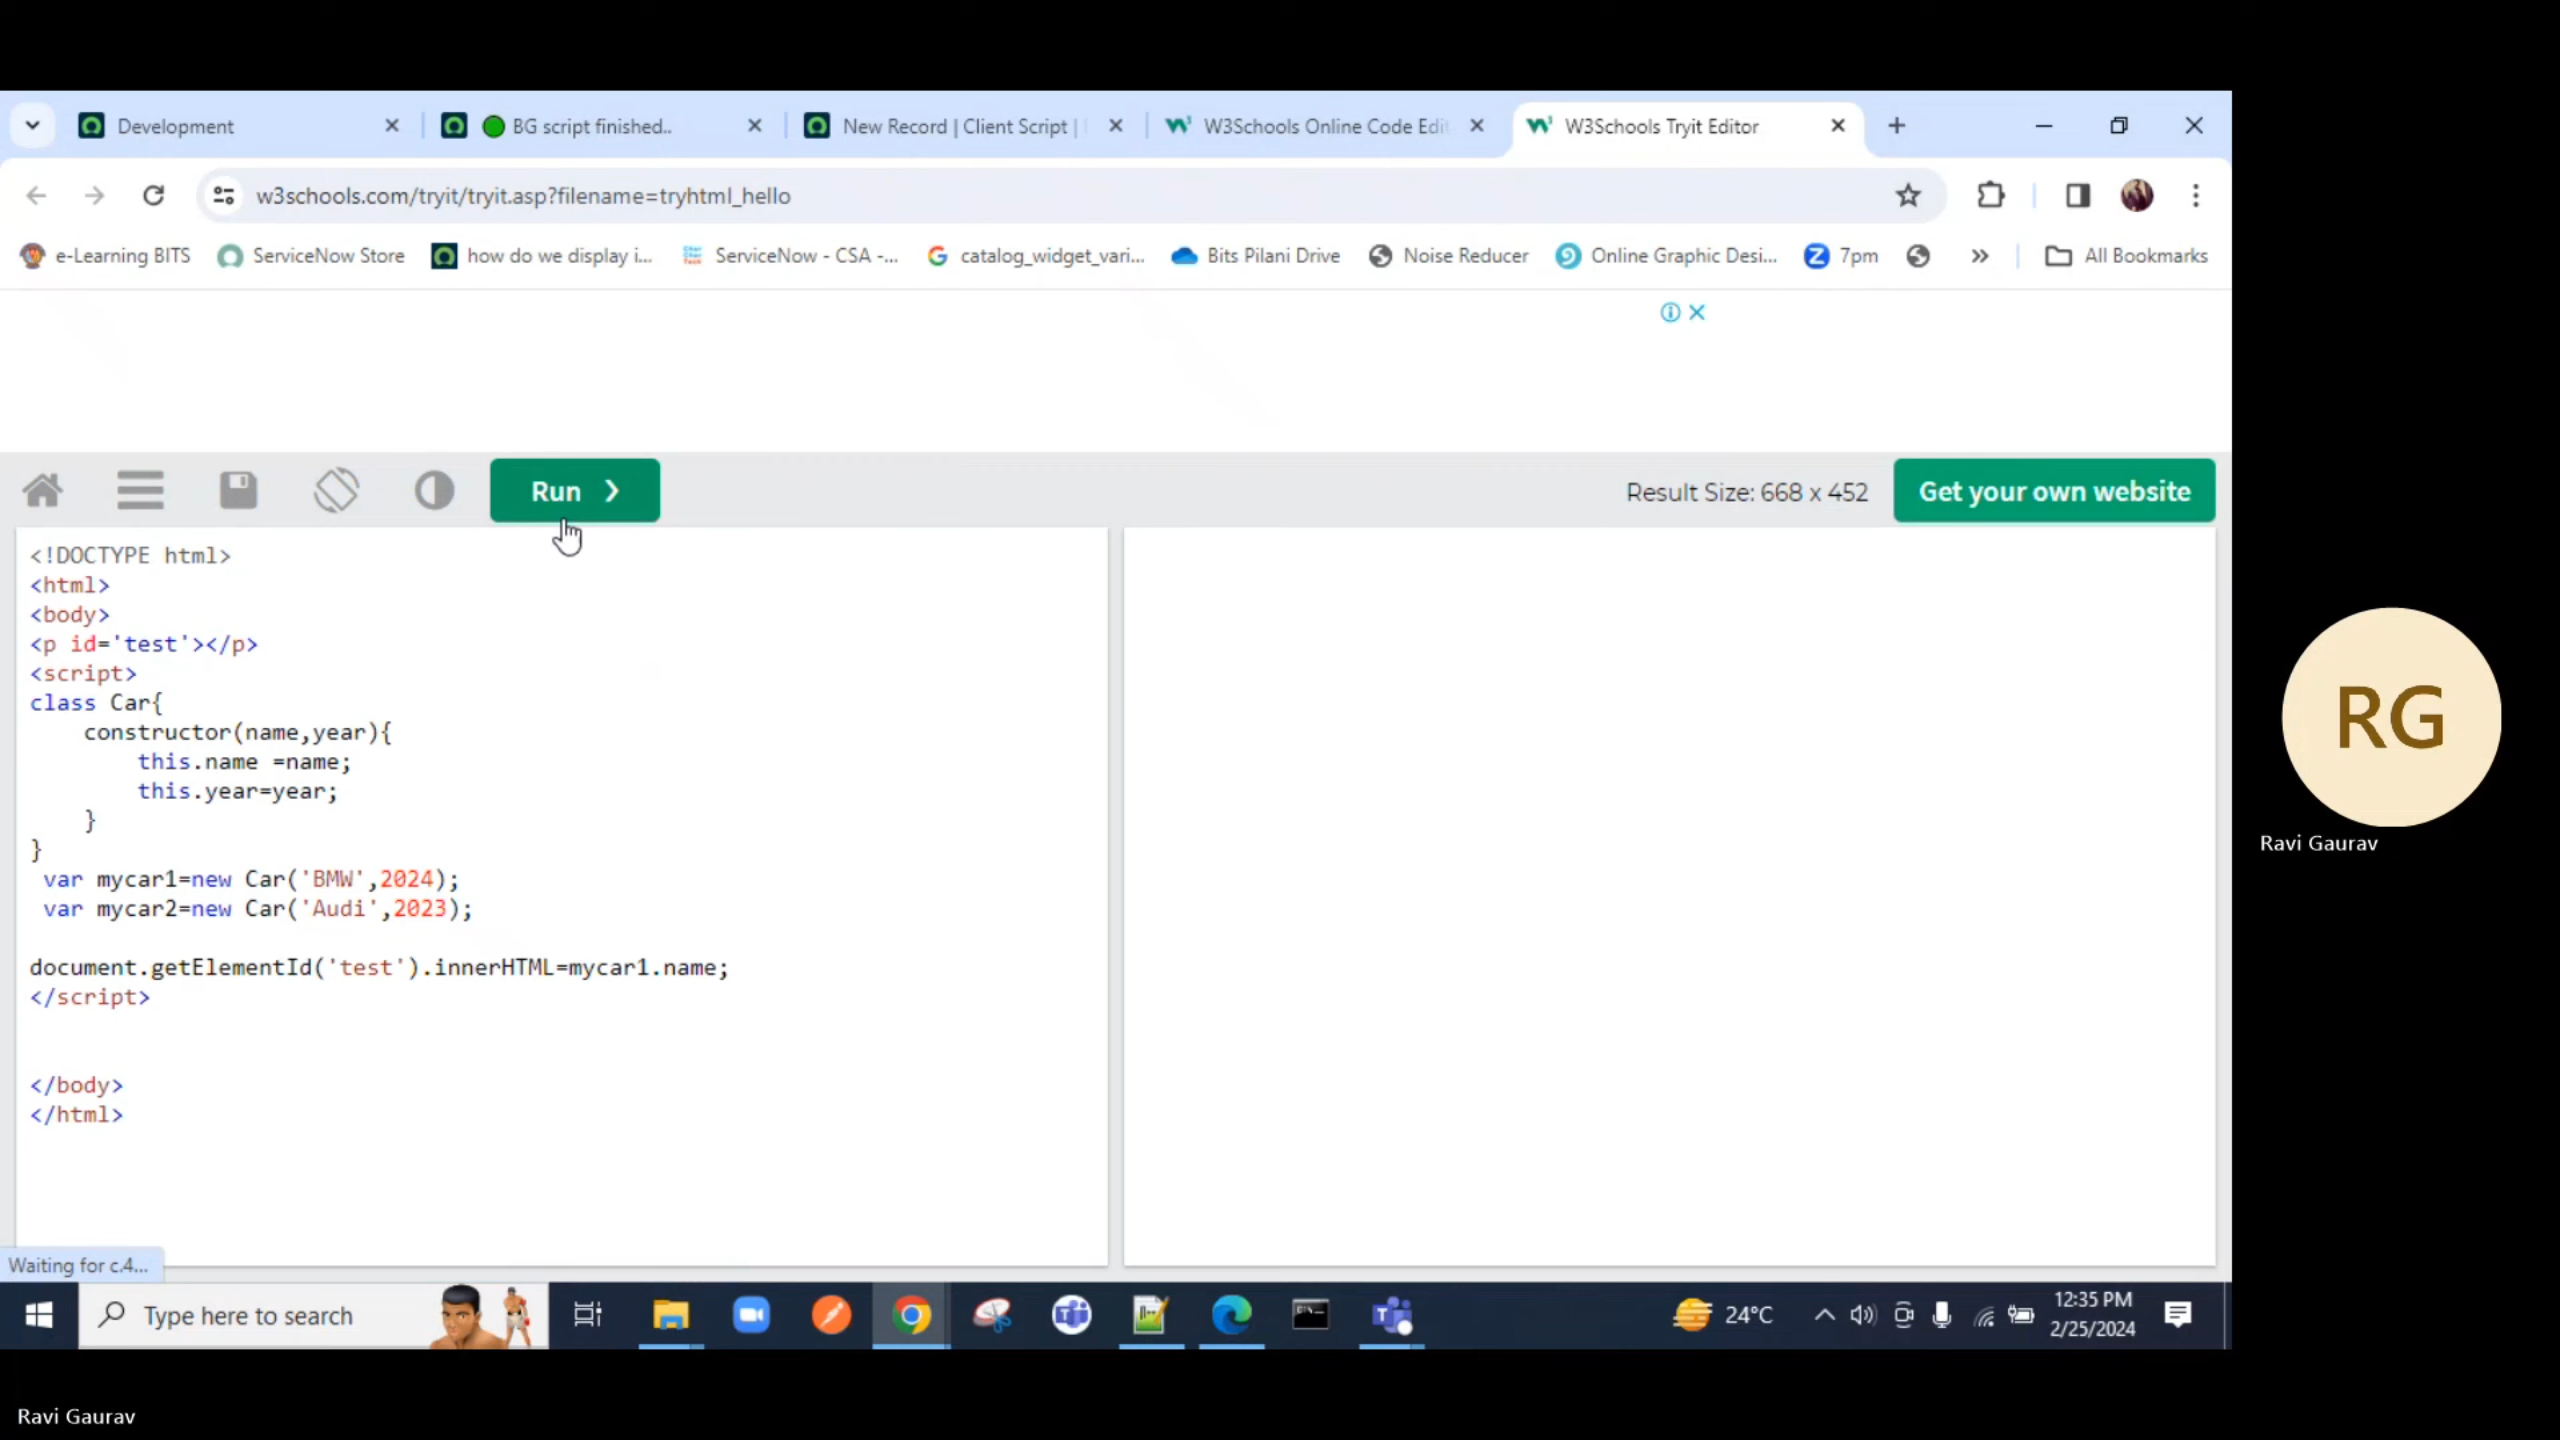 Development
BG script finished..
New Record | Client Script |
W3Schools Online Code Edi
W3Schools Tryit Editor
w3schools.com/tryit/tryit.asp?filename=tryhtml_hello
e-Learning BITS
ServiceNow Store
how do we display i...
ServiceNow - CSA -...
catalog_widget_vari...
Bits Pilani Drive
Noise Reducer
Online Graphic Desi...
7pm
All Bookmarks
Run ❯
Result Size: 668 x 452
Get your own website
<!DOCTYPE html>
<html>
<body>
<p id='test'></p>
<script>
class Car{
constructor(name,year){
this.name =name;
this.year=year;
}
}
var mycar1=new Car('BMW',2024);
var mycar2=new Car('Audi',2023);
document.getElementId('test').innerHTML=mycar1.name;
</script>
</body>
</html>
RG
Ravi Gaurav
Waiting for c.4...
Type here to search
24°C
12:35 PM
2/25/2024
Ravi Gaurav